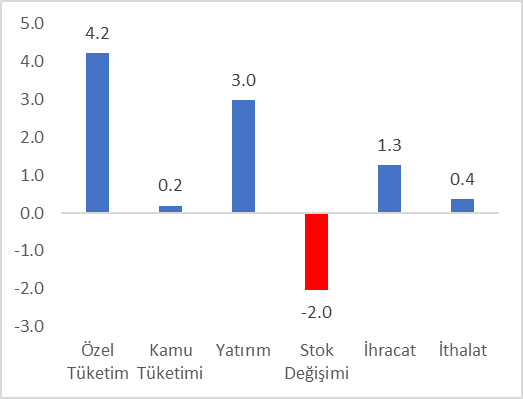 5.0
4.0
3.0
2.0
1.0
0.0
-1.0
-2.0
-3.0
4.2
0.2
3.0
-2.0
1.3
0.4
Özel
Tüketim
Kamu
Tüketimi
Yatırım
Stok
Değişimi
İhracat
İthalat